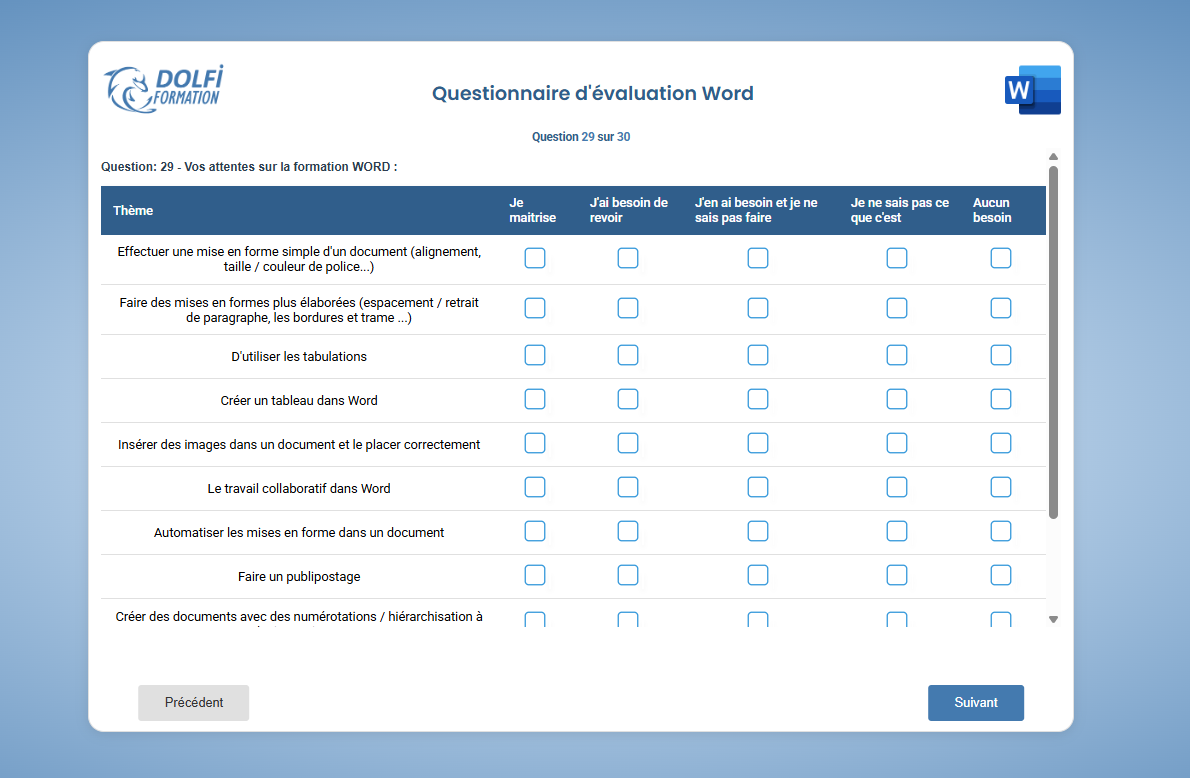 DOLFi
FORMATION
Questionnaire d'évaluation Word
W
Question 29 sur 30
Question: 29 - Vos attentes sur la formation WORD :
Thème
Je
maitrise
J'ai besoin de
revoir
J'en ai besoin et je ne
sais pas faire
Je ne sais pas ce
que c'est
Aucun
besoin
Effectuer une mise en forme simple d'un document (alignement,
taille / couleur de police...)
Faire des mises en formes plus élaborées (espacement / retrait
de paragraphe, les bordures et trame ...)
D'utiliser les tabulations
Créer un tableau dans Word
Insérer des images dans un document et le placer correctement
Le travail collaboratif dans Word
Automatiser les mises en forme dans un document
Faire un publipostage
Créer des documents avec des numérotations / hiérarchisation à
Précédent
Suivant